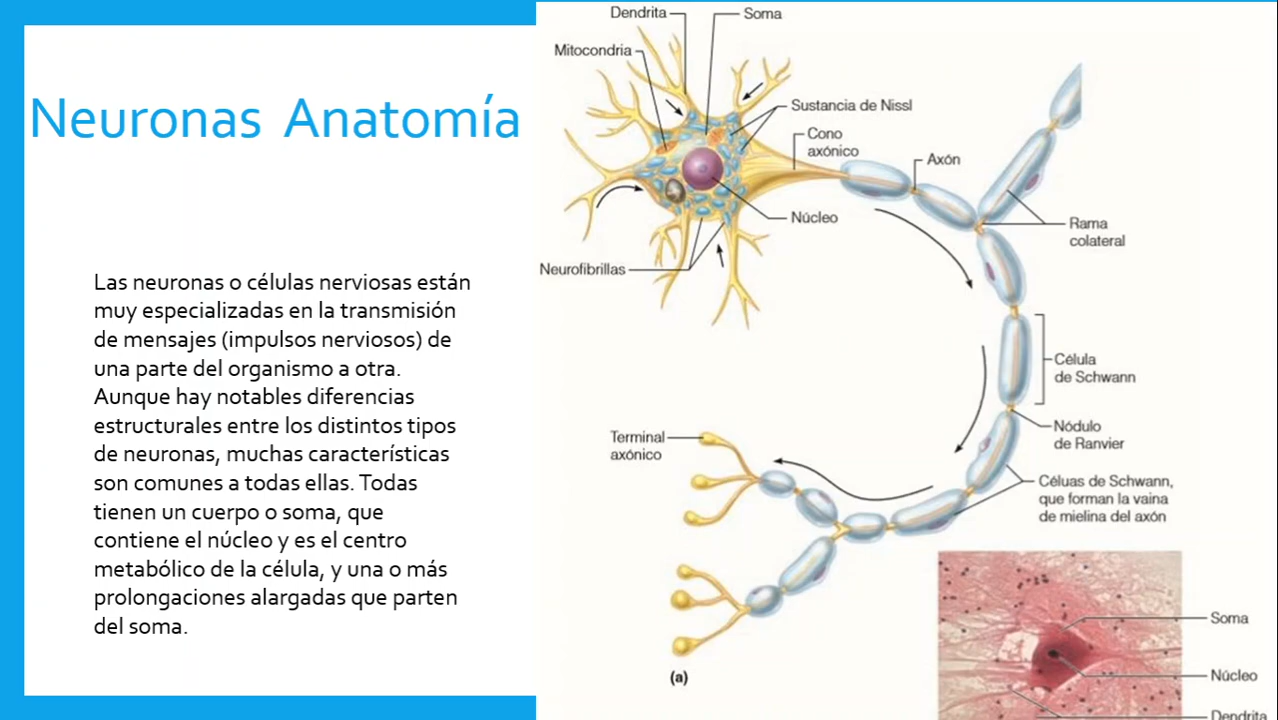 Neuronas Anatomía
Las neuronas o células nerviosas están
muy especializadas en la transmisión
de mensajes (impulsos nerviosos) de
una parte del organismo a otra.
Aunque hay notables diferencias
estructurales entre los distintos tipos
de neuronas, muchas características
son comunes a todas ellas. Todas
tienen un cuerpo o soma, que
contiene el núcleo y es el centro
metabólico de la célula, y una o más
prolongaciones alargadas que parten
del soma.
Dendrita
Soma
Mitocondria
Sustancia de Nissl
Cono
axónico
Axón
Núcleo
Rama
colateral
Neurofibrillas
Célula
de Schwann
Nódulo
de Ranvier
Terminal
axónico
Céluas de Schwann,
que forman la vaina
de mielina del axón
(a)
Soma
Núcleo
Dendrita